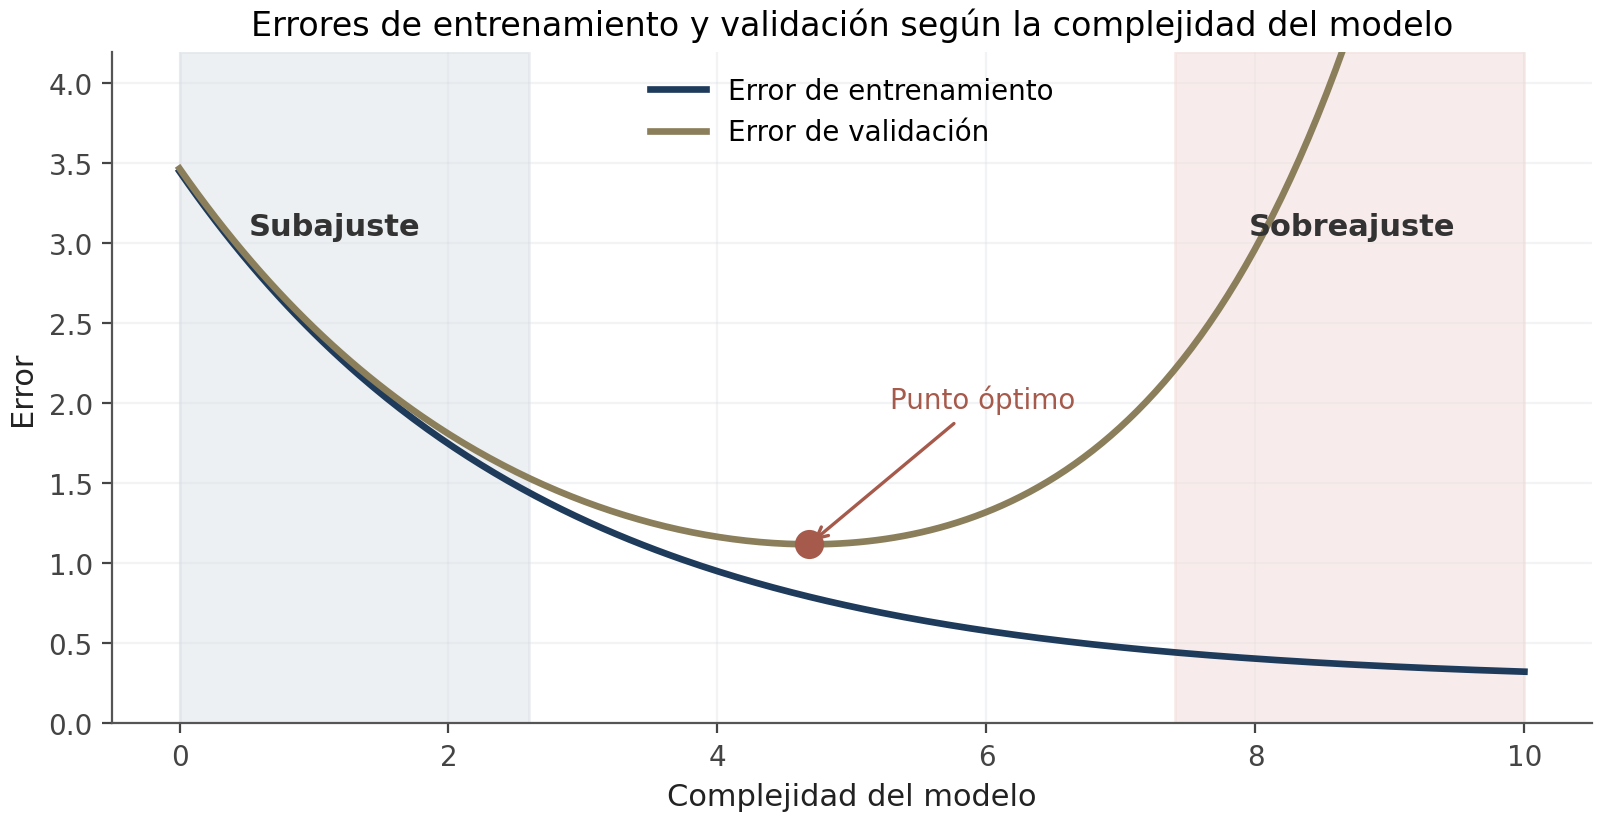 Errores de entrenamiento y validación según la complejidad del modelo
Error de entrenamiento
Error de validación
Subajuste
Sobreajuste
Punto óptimo
Error
4.0
3.5
3.0
2.5
2.0
1.5
1.0
0.5
0.0
0 2 4 6 8 10
Complejidad del modelo